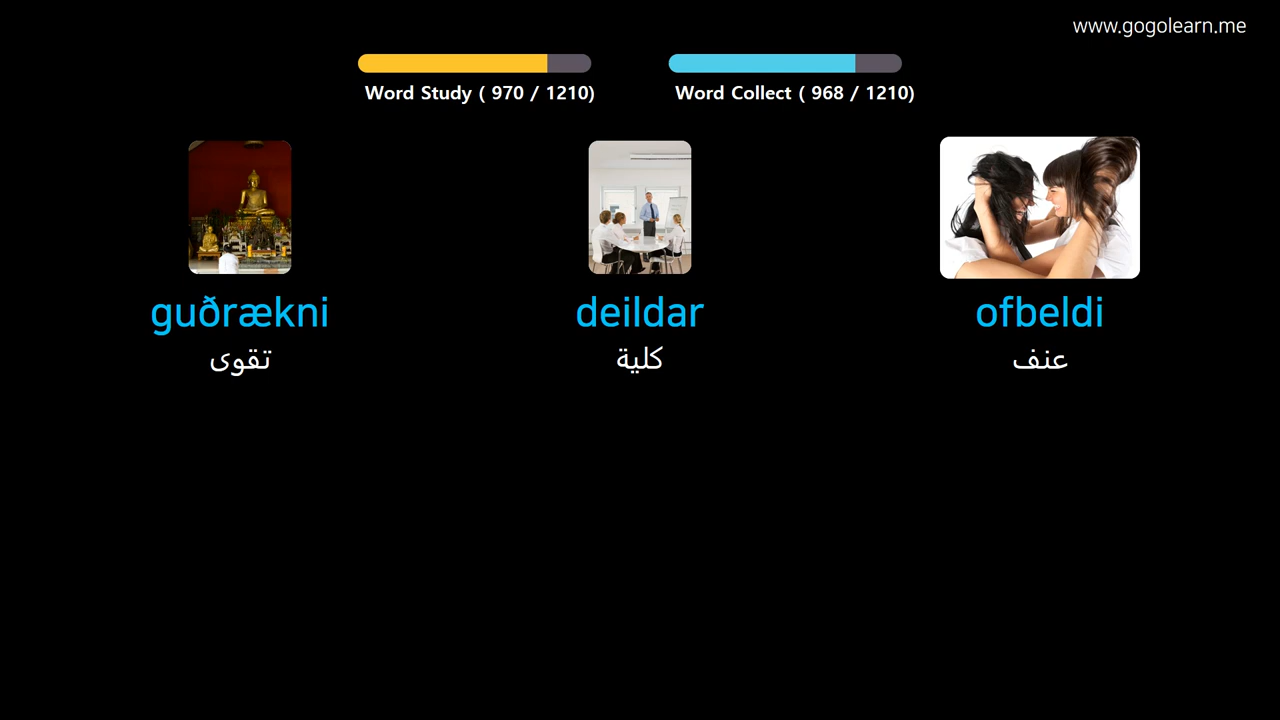 www.gogolearn.me
Word Study ( 970 / 1210)
Word Collect ( 968 / 1210)
guðrækni
deildar
ofbeldi
تقوى
كلية
عنف